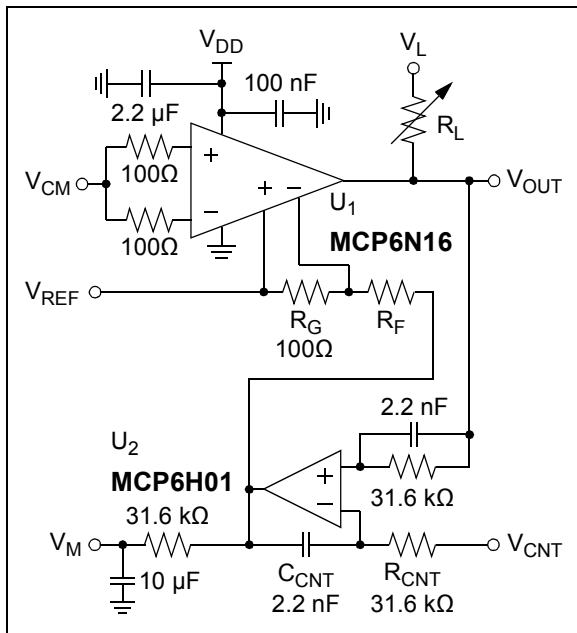 V_DD
100 nF
2.2 µF
V_L
R_L
V_CM
100Ω
100Ω
+
−
+
−
U_1
V_OUT
MCP6N16
V_REF
R_G
100Ω
R_F
2.2 nF
U_2
MCP6H01
+
−
31.6 kΩ
31.6 kΩ
V_M
10 µF
C_CNT
2.2 nF
R_CNT
31.6 kΩ
V_CNT